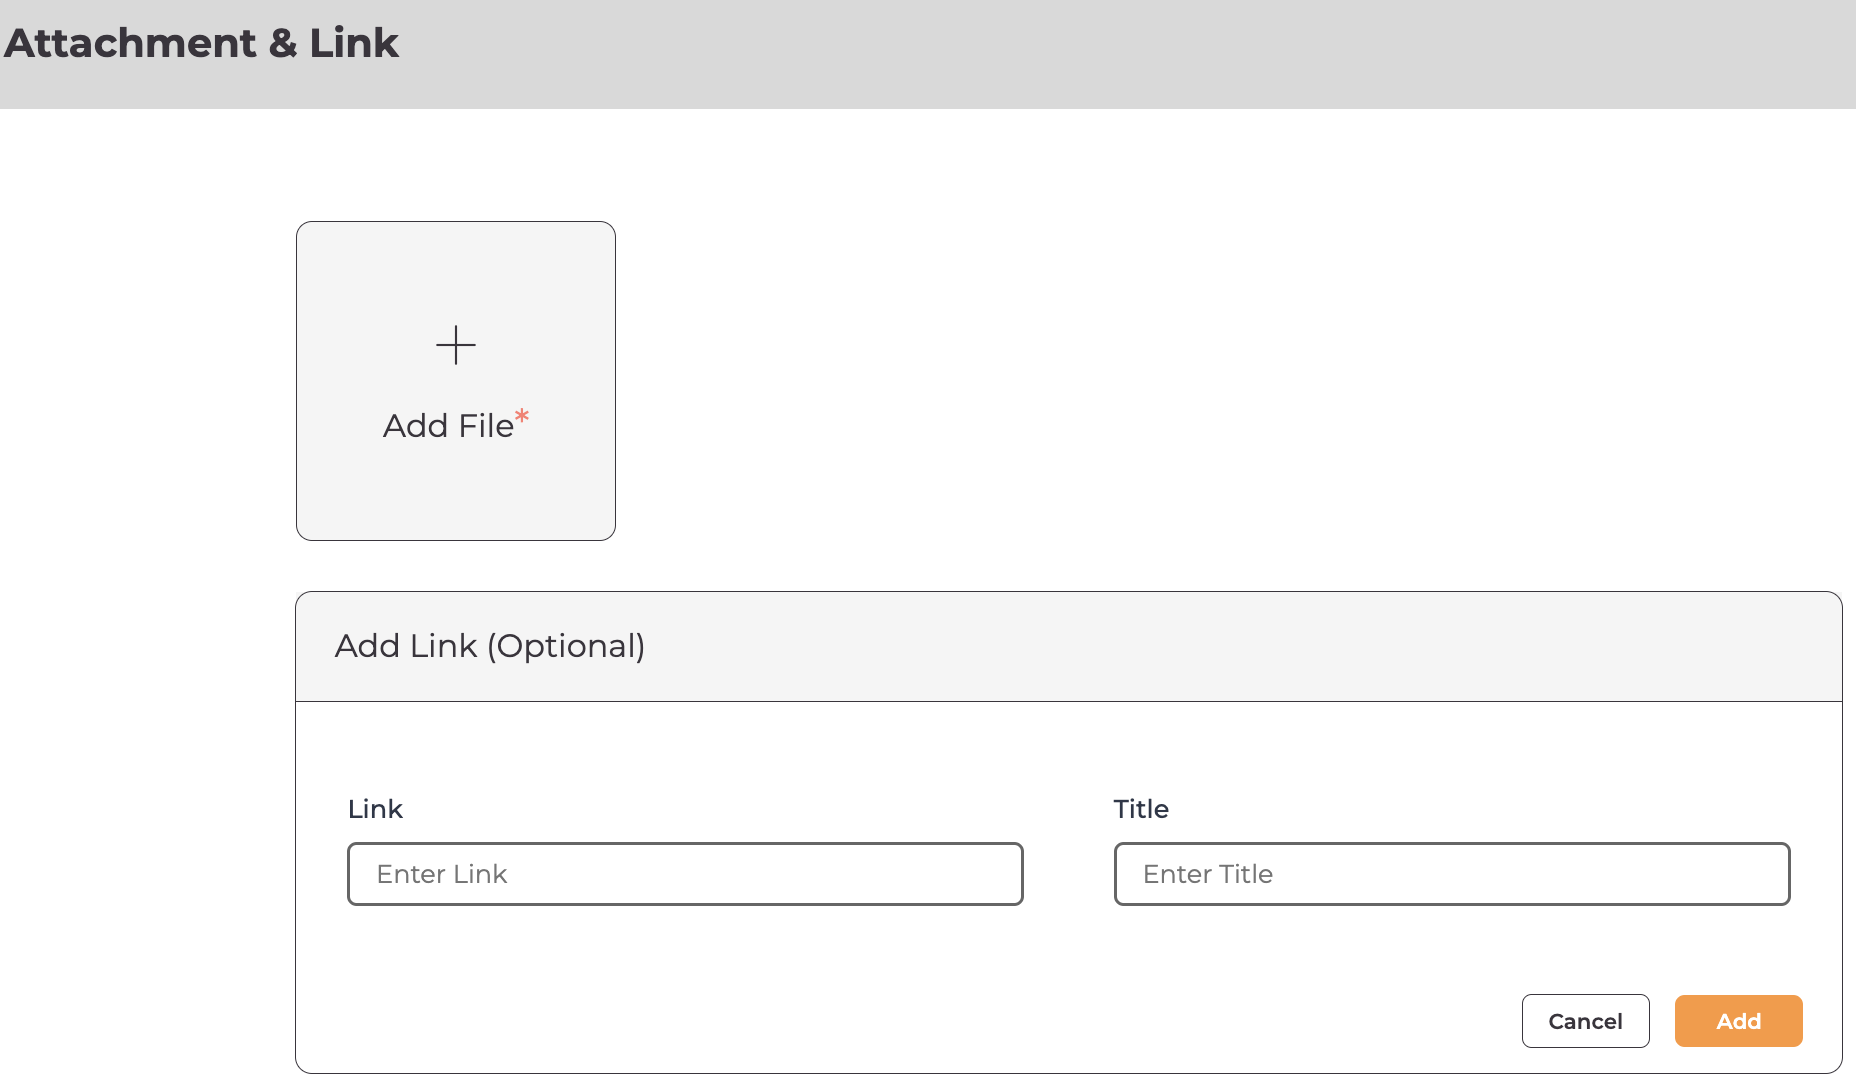 Attachment & Link
Add File*
Add Link (Optional)
Link
Title
Enter Link
Enter Title
Cancel
Add